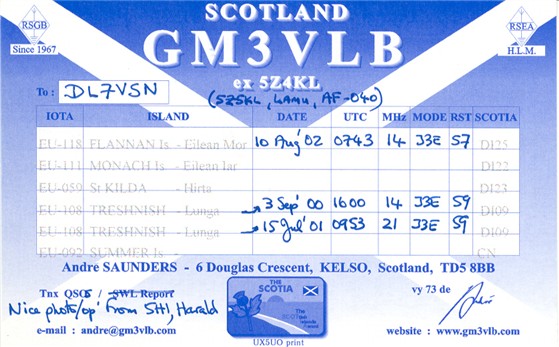 RSGB
Since 1967
SCOTLAND
GM3VLB
ex 5Z4KL
RSEA
H.L.M.
To : DL7VSN
(5Z5KL, LAMU, AF-040)
IOTA ISLAND DATE UTC MHz MODE RST SCOTIA
EU-118 FLANNAN Is - Eilean Mor 10 Aug '02 0743 14 J3E 57 DI25
EU-111 MONACH Is - Eilean Iar DI22
EU-059 St KILDA - Hirta DI23
EU-108 TRESHNISH - Lunga → 3 Sep' 00 1600 14 J3E 59 DI09
EU-108 TRESHNISH - Lunga → 15 Jul' 01 0953 21 J3E 59 DI09
EU-092 SUMMER Is CN
Andre SAUNDERS - 6 Douglas Crescent, KELSO, Scotland, TD5 8BB
Tnx QSOs / SWL Report
vy 73 de
Nice photo/op' from 5H1, Harald
THE SCOTIA
e-mail : andre@gm3vlb.com
website : www.gm3vlb.com
UX5UO print